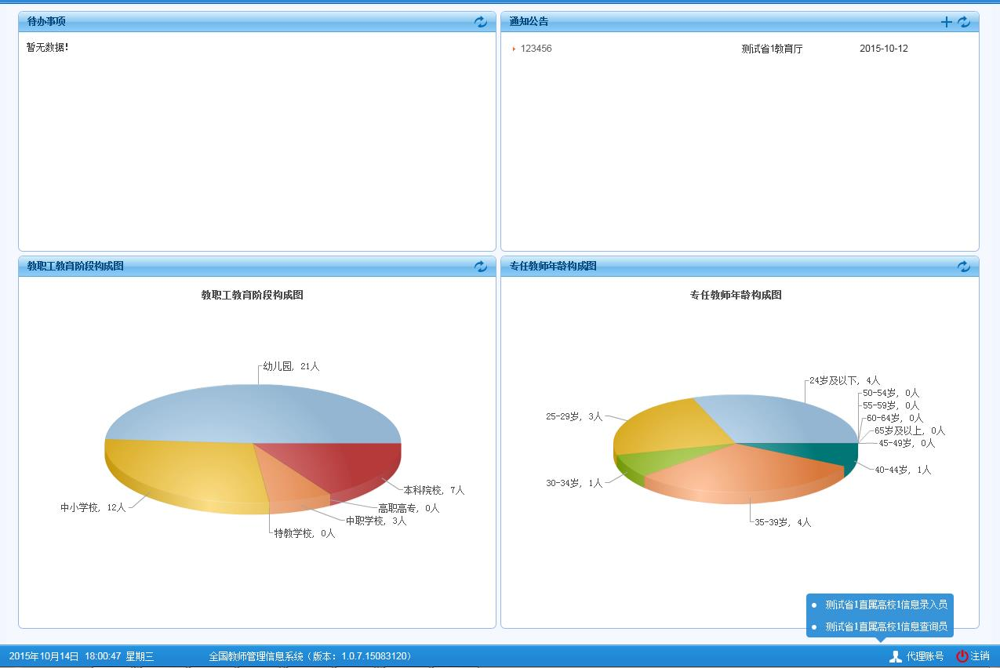 待办事项
通知公告
暂无数据!
123456 测试省1教育厅 2015-10-12
教职工教育阶段构成图
专任教师年龄构成图
教职工教育阶段构成图
幼儿园, 21人
中小学校, 12人
本科院校, 7人
高职高专, 0人
中职学校, 3人
特教学校, 0人
专任教师年龄构成图
24岁及以下, 4人
50-54岁, 0人
55-59岁, 0人
60-64岁, 0人
65岁及以上, 0人
45-49岁, 0人
25-29岁, 3人
40-44岁, 1人
30-34岁, 1人
35-39岁, 4人
测试省1直属高校1信息录入员
测试省1直属高校1信息查询员
2015年10月14日 18:00:47 星期三 全国教师管理信息系统（版本：1.0.7.15083120） 代理账号 注销